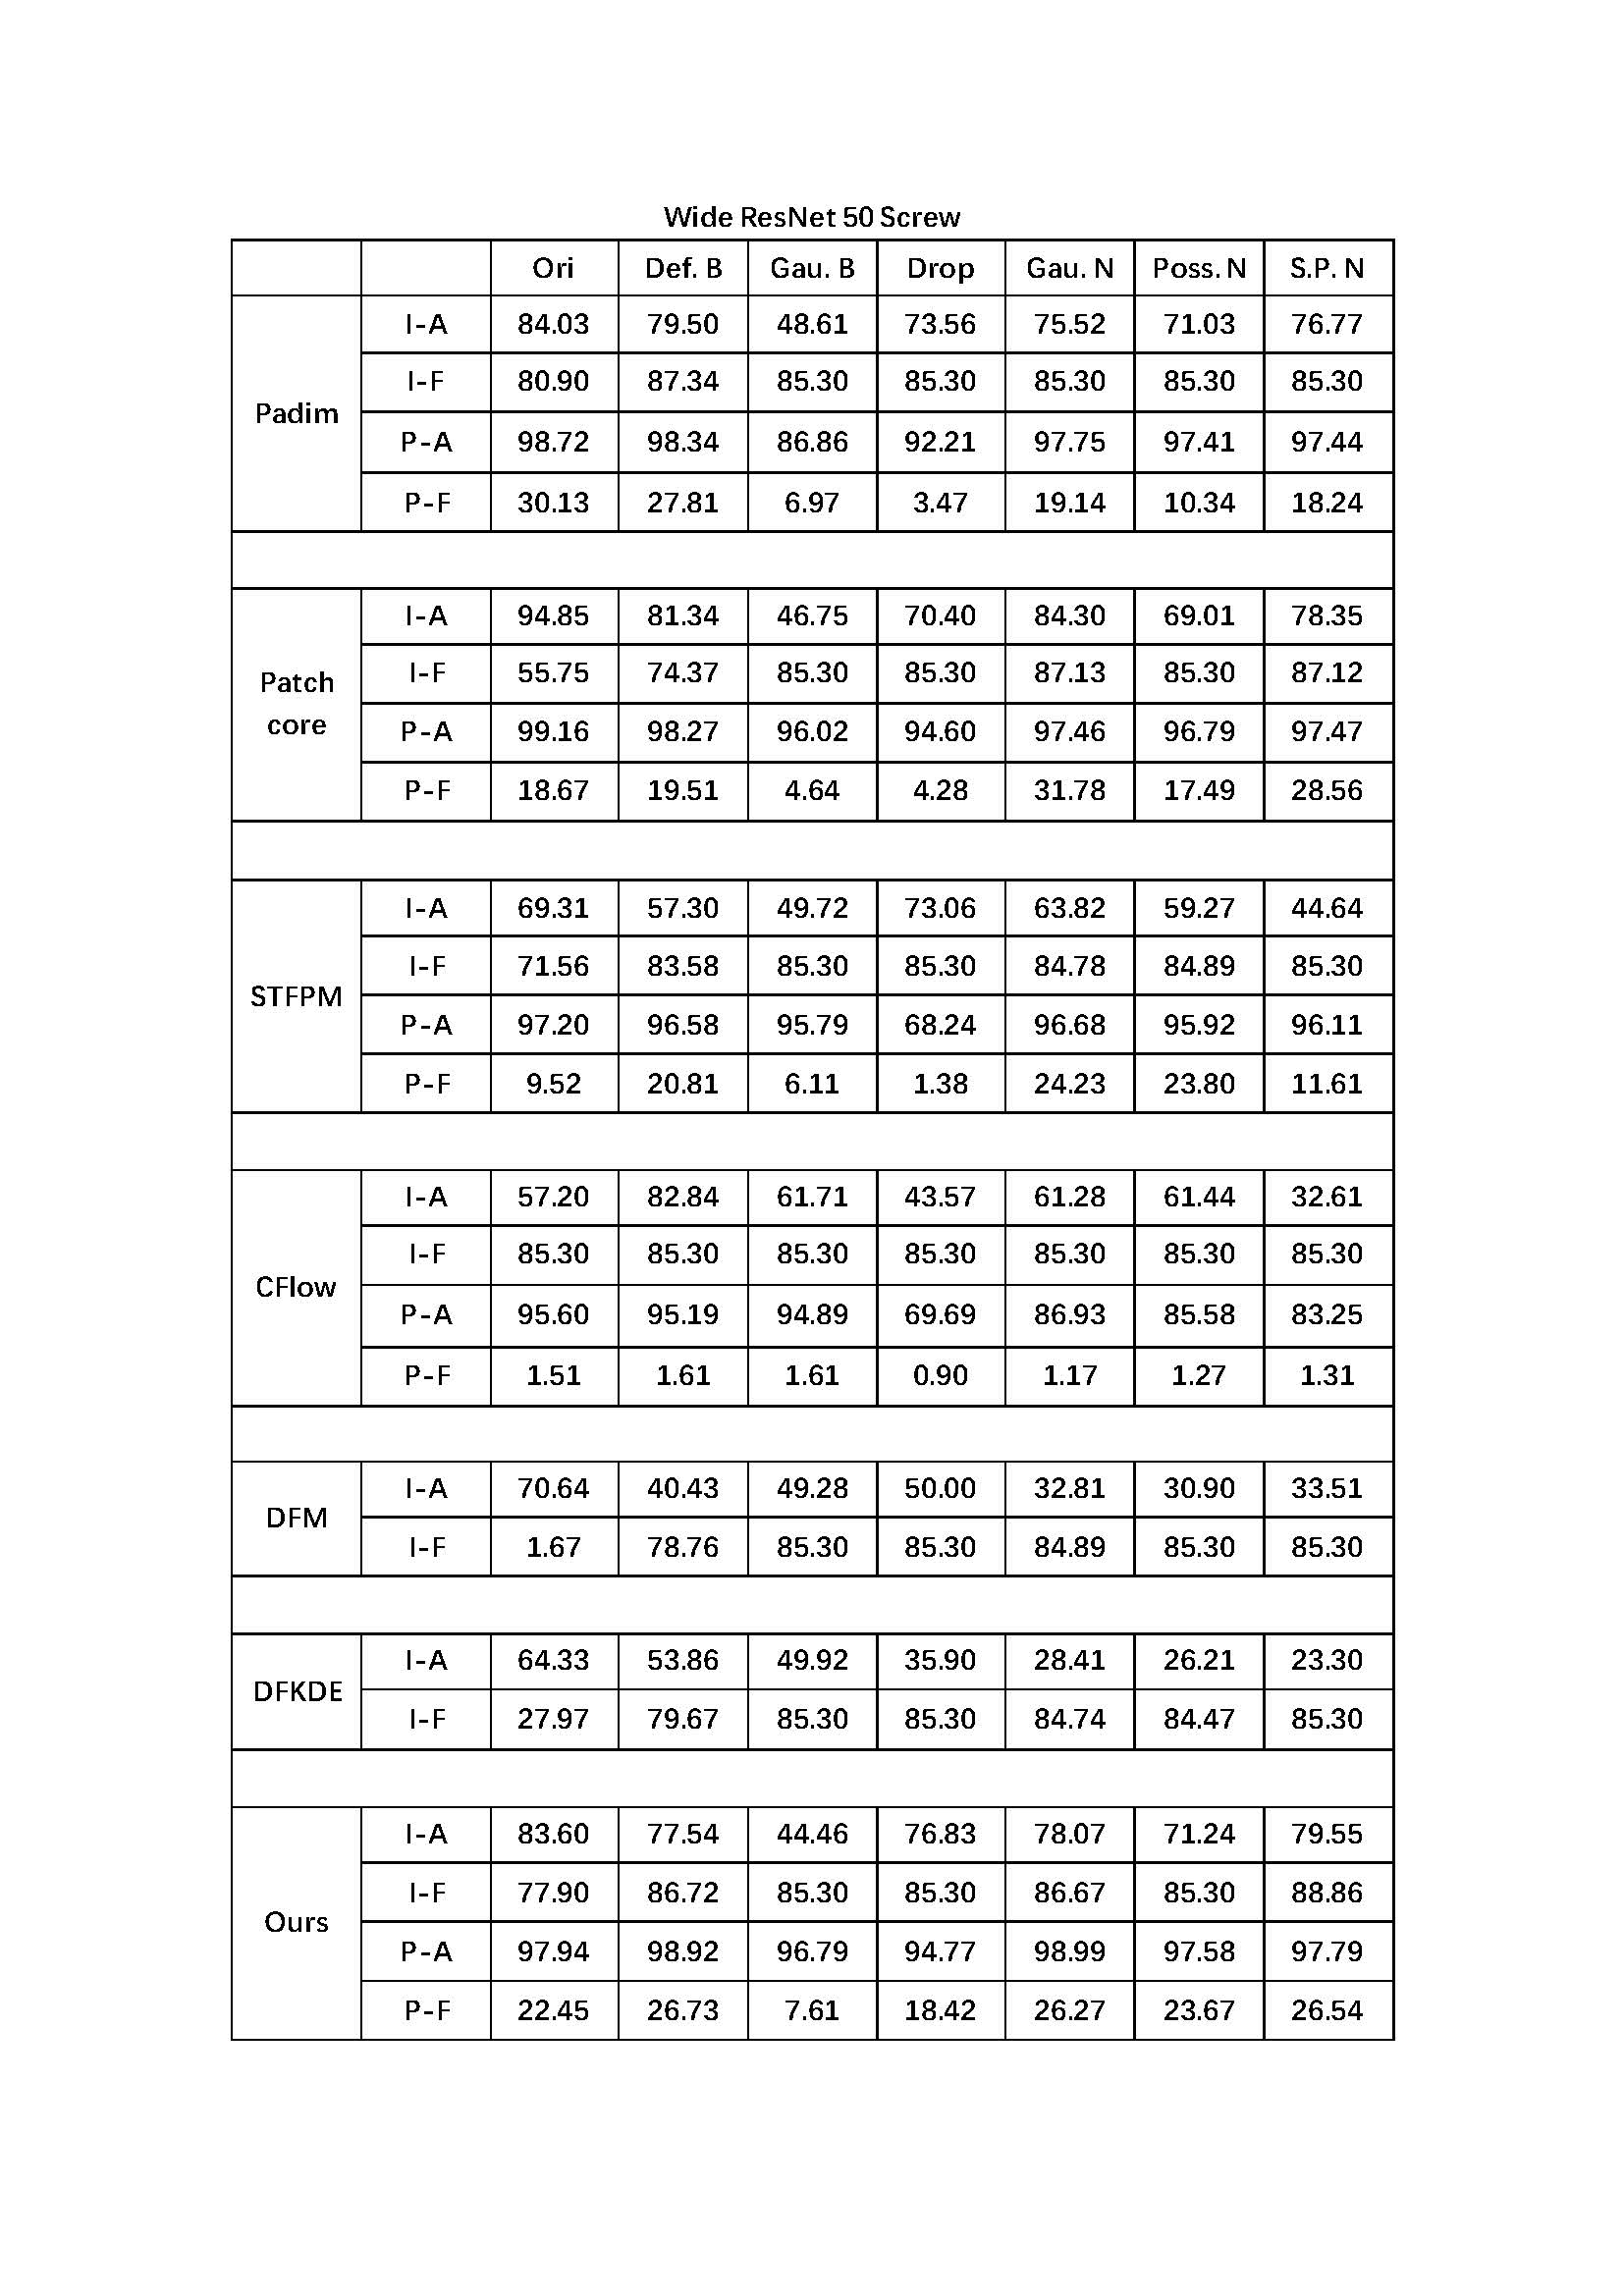 Wide ResNet 50 Screw
Ori Def. B Gau. B Drop Gau. N Poss. N S.P. N
Padim
I-A 84.03 79.50 48.61 73.56 75.52 71.03 76.77
I-F 80.90 87.34 85.30 85.30 85.30 85.30 85.30
P-A 98.72 98.34 86.86 92.21 97.75 97.41 97.44
P-F 30.13 27.81 6.97 3.47 19.14 10.34 18.24
Patch
core
I-A 94.85 81.34 46.75 70.40 84.30 69.01 78.35
I-F 55.75 74.37 85.30 85.30 87.13 85.30 87.12
P-A 99.16 98.27 96.02 94.60 97.46 96.79 97.47
P-F 18.67 19.51 4.64 4.28 31.78 17.49 28.56
STFPM
I-A 69.31 57.30 49.72 73.06 63.82 59.27 44.64
I-F 71.56 83.58 85.30 85.30 84.78 84.89 85.30
P-A 97.20 96.58 95.79 68.24 96.68 95.92 96.11
P-F 9.52 20.81 6.11 1.38 24.23 23.80 11.61
CFlow
I-A 57.20 82.84 61.71 43.57 61.28 61.44 32.61
I-F 85.30 85.30 85.30 85.30 85.30 85.30 85.30
P-A 95.60 95.19 94.89 69.69 86.93 85.58 83.25
P-F 1.51 1.61 1.61 0.90 1.17 1.27 1.31
DFM
I-A 70.64 40.43 49.28 50.00 32.81 30.90 33.51
I-F 1.67 78.76 85.30 85.30 84.89 85.30 85.30
DFKDE
I-A 64.33 53.86 49.92 35.90 28.41 26.21 23.30
I-F 27.97 79.67 85.30 85.30 84.74 84.47 85.30
Ours
I-A 83.60 77.54 44.46 76.83 78.07 71.24 79.55
I-F 77.90 86.72 85.30 85.30 86.67 85.30 88.86
P-A 97.94 98.92 96.79 94.77 98.99 97.58 97.79
P-F 22.45 26.73 7.61 18.42 26.27 23.67 26.54